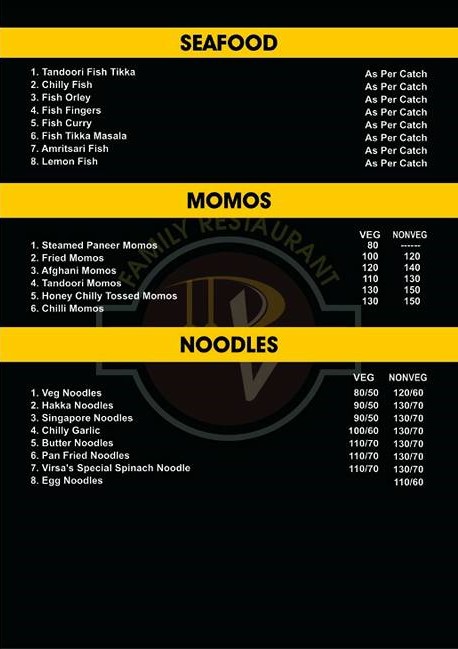 SEAFOOD
1. Tandoori Fish Tikka As Per Catch
2. Chilly Fish As Per Catch
3. Fish Orley As Per Catch
4. Fish Fingers As Per Catch
5. Fish Curry As Per Catch
6. Fish Tikka Masala As Per Catch
7. Amritsari Fish As Per Catch
8. Lemon Fish As Per Catch
MOMOS
VEG NONVEG
1. Steamed Paneer Momos 80 ------
2. Fried Momos 100 120
3. Afghani Momos 120 140
4. Tandoori Momos 110 130
5. Honey Chilly Tossed Momos 130 150
6. Chilli Momos 130 150
FAMILY RESTAURANT
NOODLES
VEG NONVEG
1. Veg Noodles 80/50 120/60
2. Hakka Noodles 90/50 130/70
3. Singapore Noodles 90/50 130/70
4. Chilly Garlic 100/60 130/70
5. Butter Noodles 110/70 130/70
6. Pan Fried Noodles 110/70 130/70
7. Virsa's Special Spinach Noodle 110/70 130/70
8. Egg Noodles 110/60